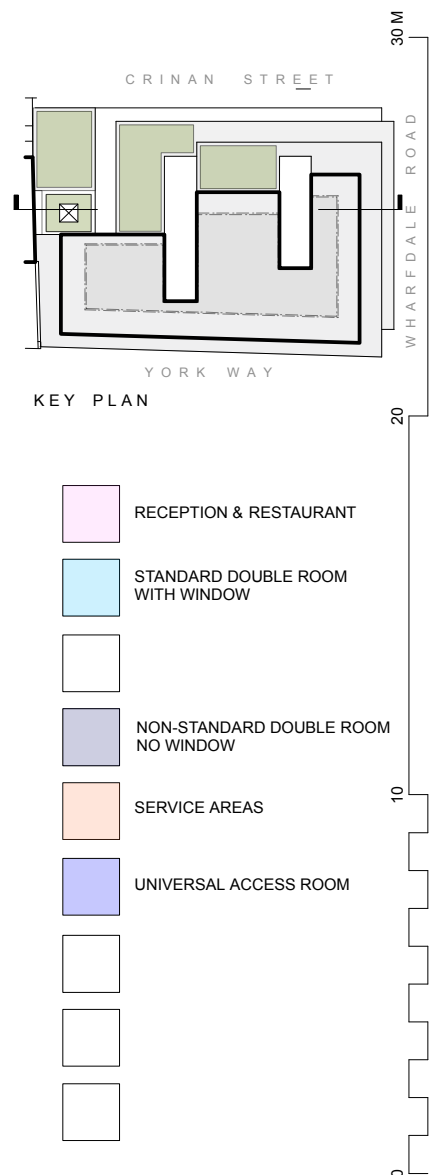 30 M
CRINAN STREET
WHARFDALE ROAD
YORK WAY
KEY PLAN
20
RECEPTION & RESTAURANT
STANDARD DOUBLE ROOM
WITH WINDOW
NON-STANDARD DOUBLE ROOM
NO WINDOW
10
SERVICE AREAS
UNIVERSAL ACCESS ROOM
0